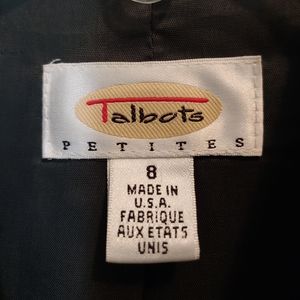 Talbots
PETITES
8
MADE IN
U.S.A.
FABRIQUE
AUX ETATS
UNIS